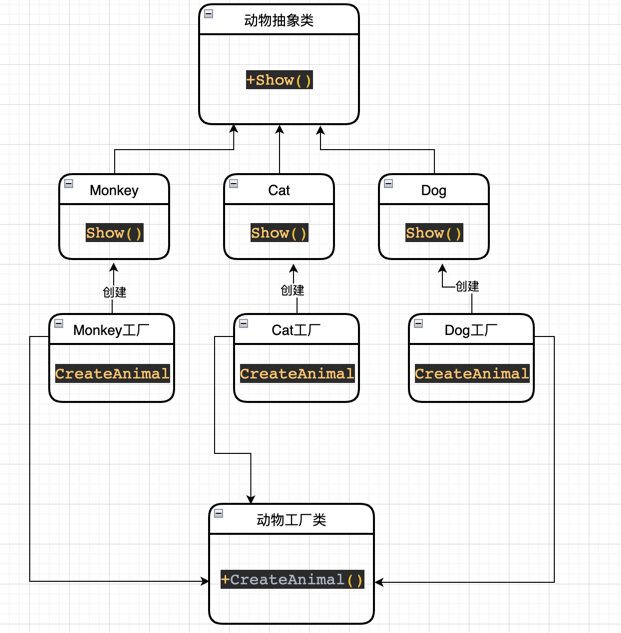 动物抽象类
+Show()
Monkey
Cat
Dog
Show()
Show()
Show()
创建
创建
创建
Monkey工厂
Cat工厂
Dog工厂
CreateAnimal
CreateAnimal
CreateAnimal
动物工厂类
+CreateAnimal()